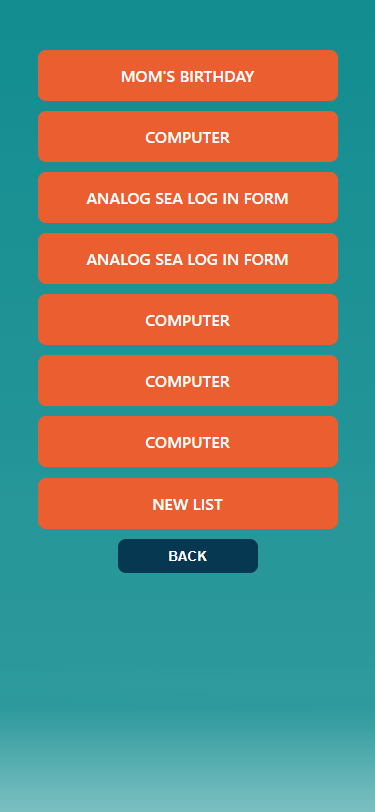 MOM'S BIRTHDAY
COMPUTER
ANALOG SEA LOG IN FORM
ANALOG SEA LOG IN FORM
COMPUTER
COMPUTER
COMPUTER
NEW LIST
BACK